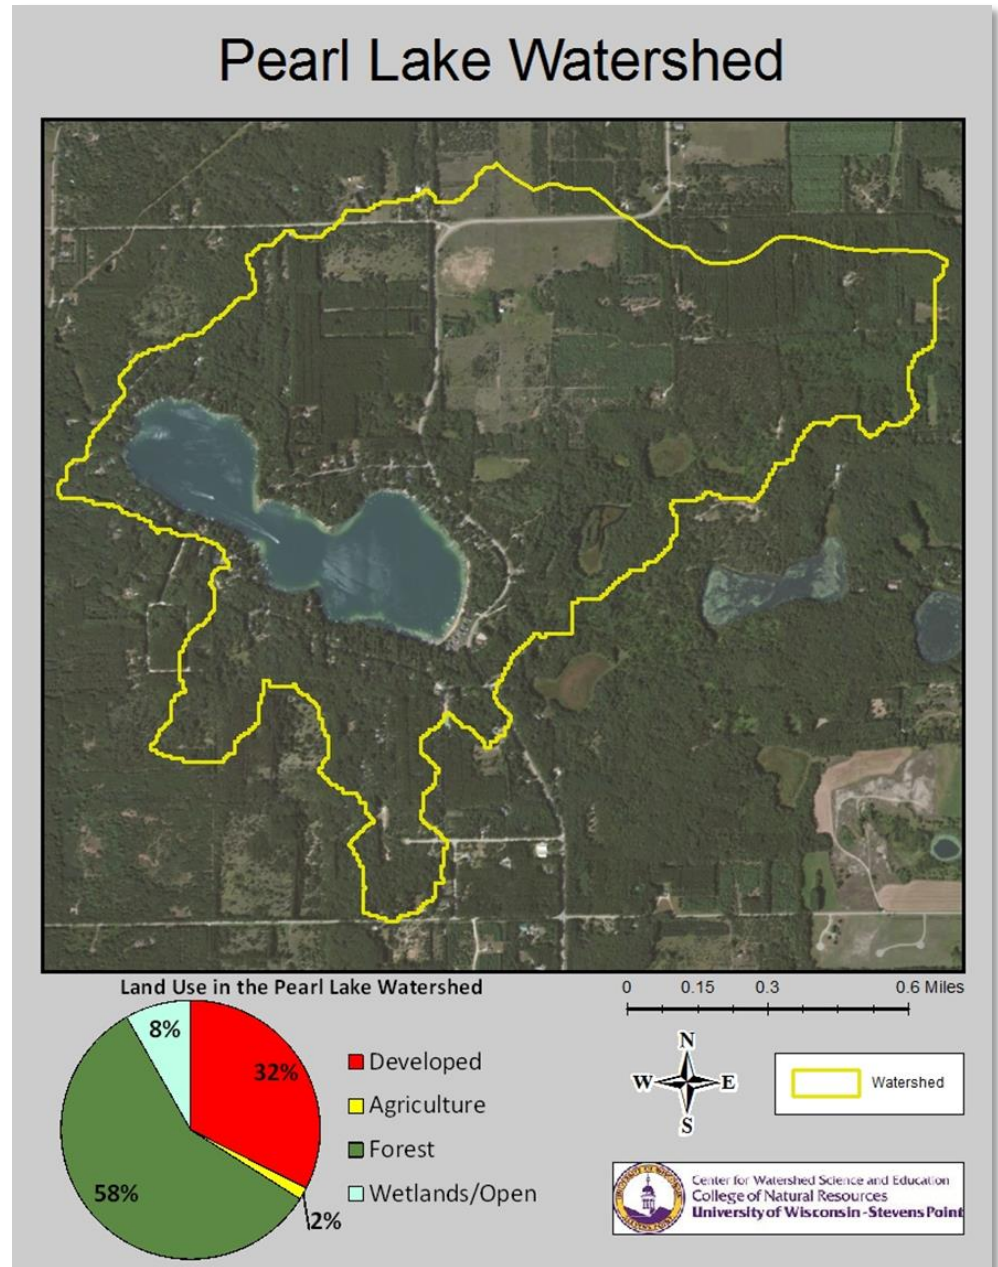 Pearl Lake Watershed
Land Use in the Pearl Lake Watershed
8%
32%
58%
2%
Developed
Agriculture
Forest
Wetlands/Open
0 0.15 0.3 0.6 Miles
N
W E
S
Watershed
Center for Watershed Science and Education
College of Natural Resources
University of Wisconsin - Stevens Point